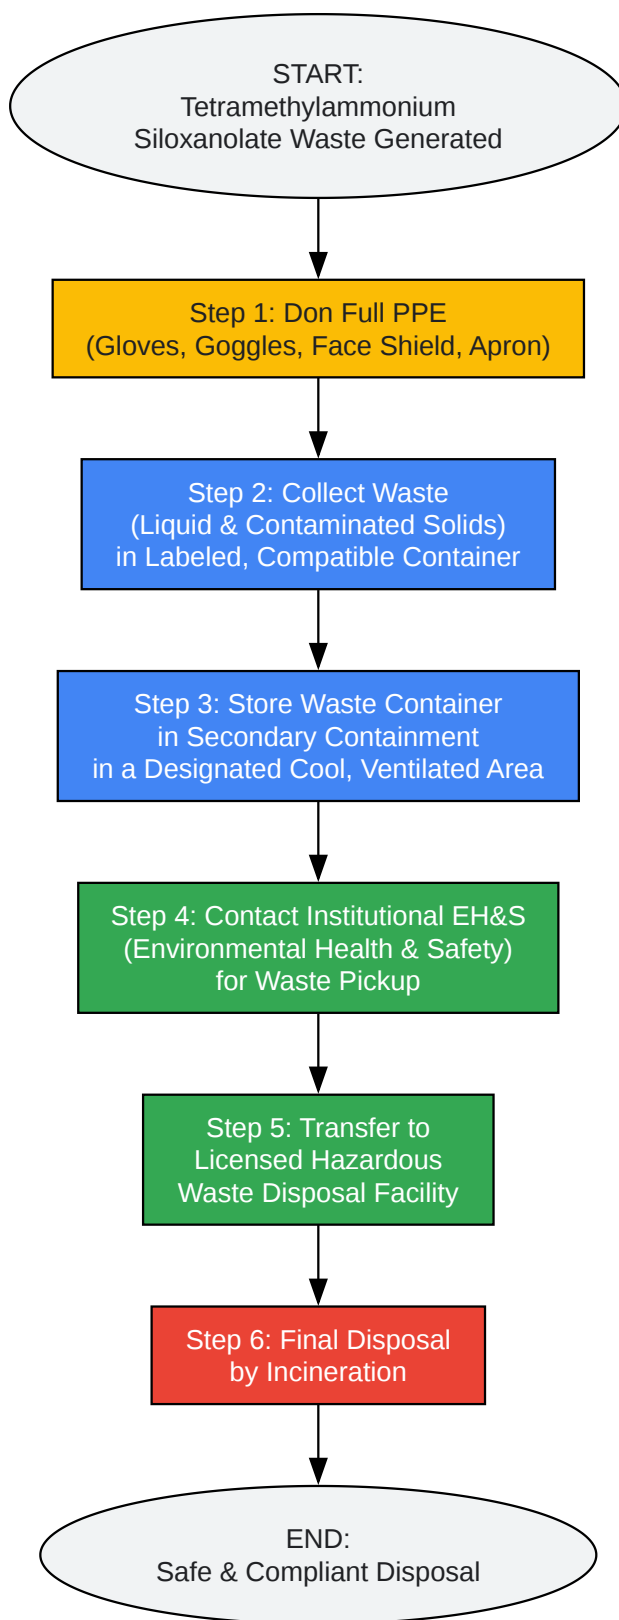 START:
Tetramethylammonium
Siloxanolate Waste Generated
Step 1: Don Full PPE
(Gloves, Goggles, Face Shield, Apron)
Step 2: Collect Waste
(Liquid & Contaminated Solids)
in Labeled, Compatible Container
Step 3: Store Waste Container
in Secondary Containment
in a Designated Cool, Ventilated Area
Step 4: Contact Institutional EH&S
(Environmental Health & Safety)
for Waste Pickup
Step 5: Transfer to
Licensed Hazardous
Waste Disposal Facility
Step 6: Final Disposal
by Incineration
END:
Safe & Compliant Disposal